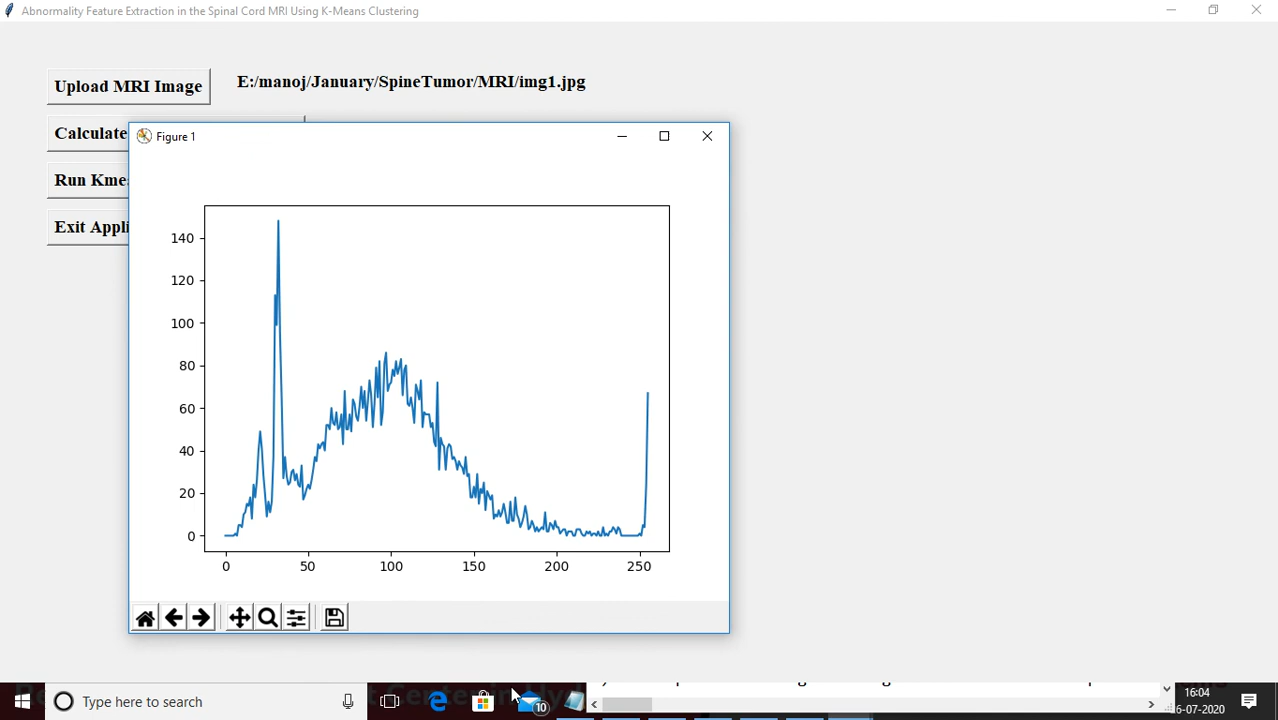 Abnormality Feature Extraction in the Spinal Cord MRI Using K-Means Clustering
Upload MRI Image
E:/manoj/January/SpineTumor/MRI/img1.jpg
Calculate
Figure 1
Run Kme
Exit Appli
140
120
100
80
60
40
20
0
0 50 100 150 200 250
Type here to search
10
16:04
6-07-2020